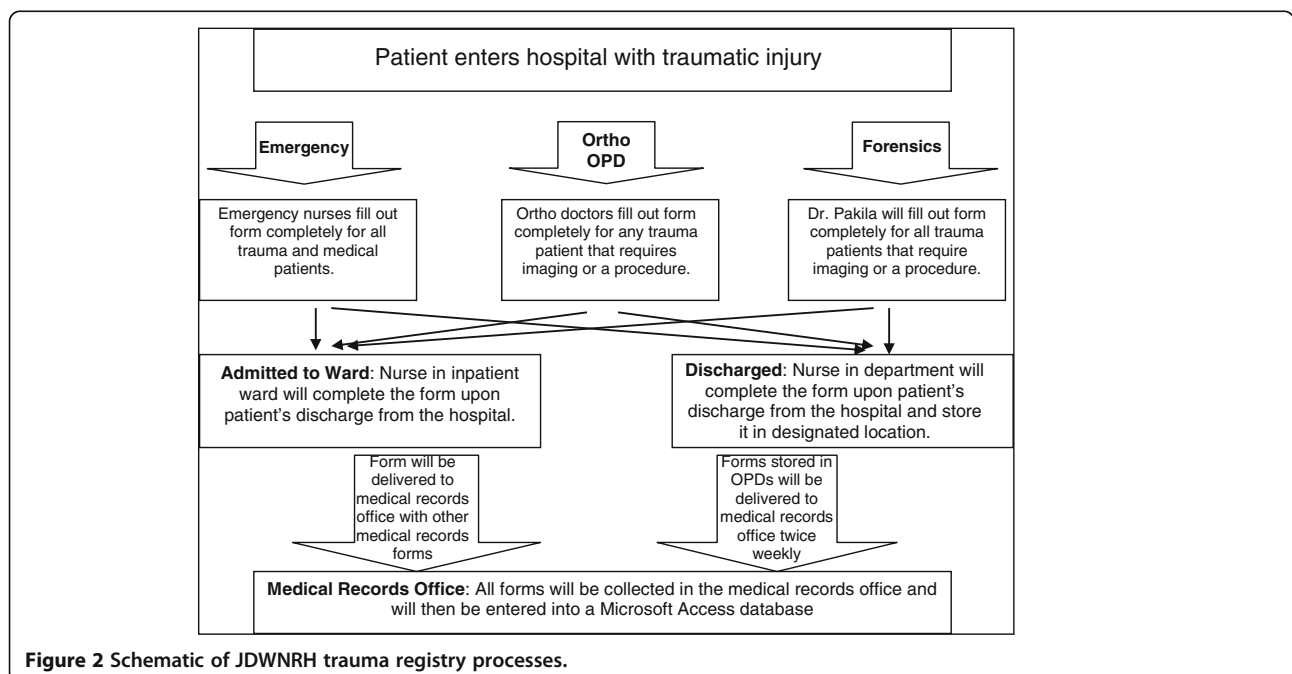 Patient enters hospital with traumatic injury
Emergency
Ortho
OPD
Forensics
Emergency nurses fill out
form completely for all
trauma and medical
patients.
Ortho doctors fill out form
completely for any trauma
patient that requires
imaging or a procedure.
Dr. Pakila will fill out form
completely for all trauma
patients that require
imaging or a procedure.
Admitted to Ward: Nurse in inpatient
ward will complete the form upon
patient's discharge from the hospital.
Discharged: Nurse in department will
complete the form upon patient's
discharge from the hospital and store
it in designated location.
Form will be
delivered to
medical records
office with other
medical records
forms
Forms stored in
OPDs will be
delivered to
medical records
office twice
weekly
Medical Records Office: All forms will be collected in the medical records office and
will then be entered into a Microsoft Access database
Figure 2 Schematic of JDWNRH trauma registry processes.